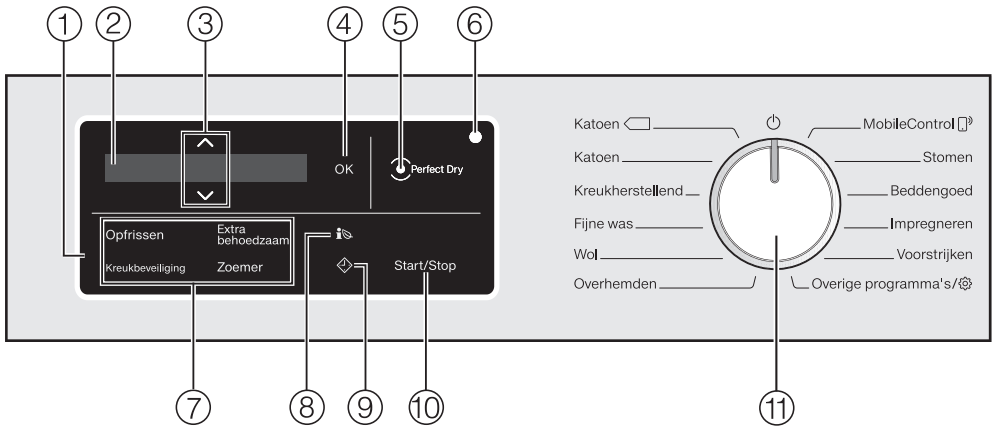 ① ② ③ ④ ⑤ ⑥
OK
Perfect Dry
Opfrissen
Extra
behoedzaam
Kreukbeveiliging
Zoemer
Start/Stop
Katoen
Katoen
Kreukherstellend
Fijne was
Wol
Overhemden
MobileControl
Stomen
Beddengoed
Impregneren
Voorstrijken
Overige programma's/
⑦ ⑧ ⑨ ⑩ ⑪